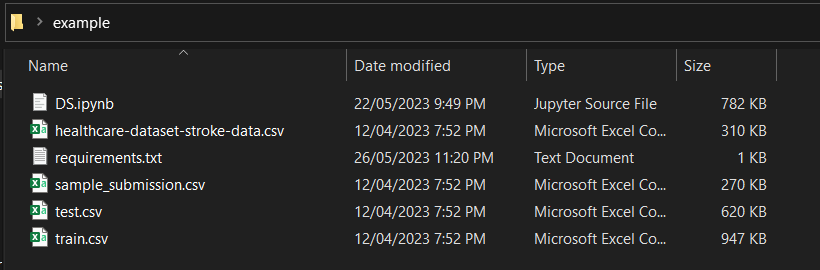 example
Name Date modified Type Size
DS.ipynb 22/05/2023 9:49 PM Jupyter Source File 782 KB
healthcare-dataset-stroke-data.csv 12/04/2023 7:52 PM Microsoft Excel Co... 310 KB
requirements.txt 26/05/2023 11:20 PM Text Document 1 KB
sample_submission.csv 12/04/2023 7:52 PM Microsoft Excel Co... 270 KB
test.csv 12/04/2023 7:52 PM Microsoft Excel Co... 620 KB
train.csv 12/04/2023 7:52 PM Microsoft Excel Co... 947 KB